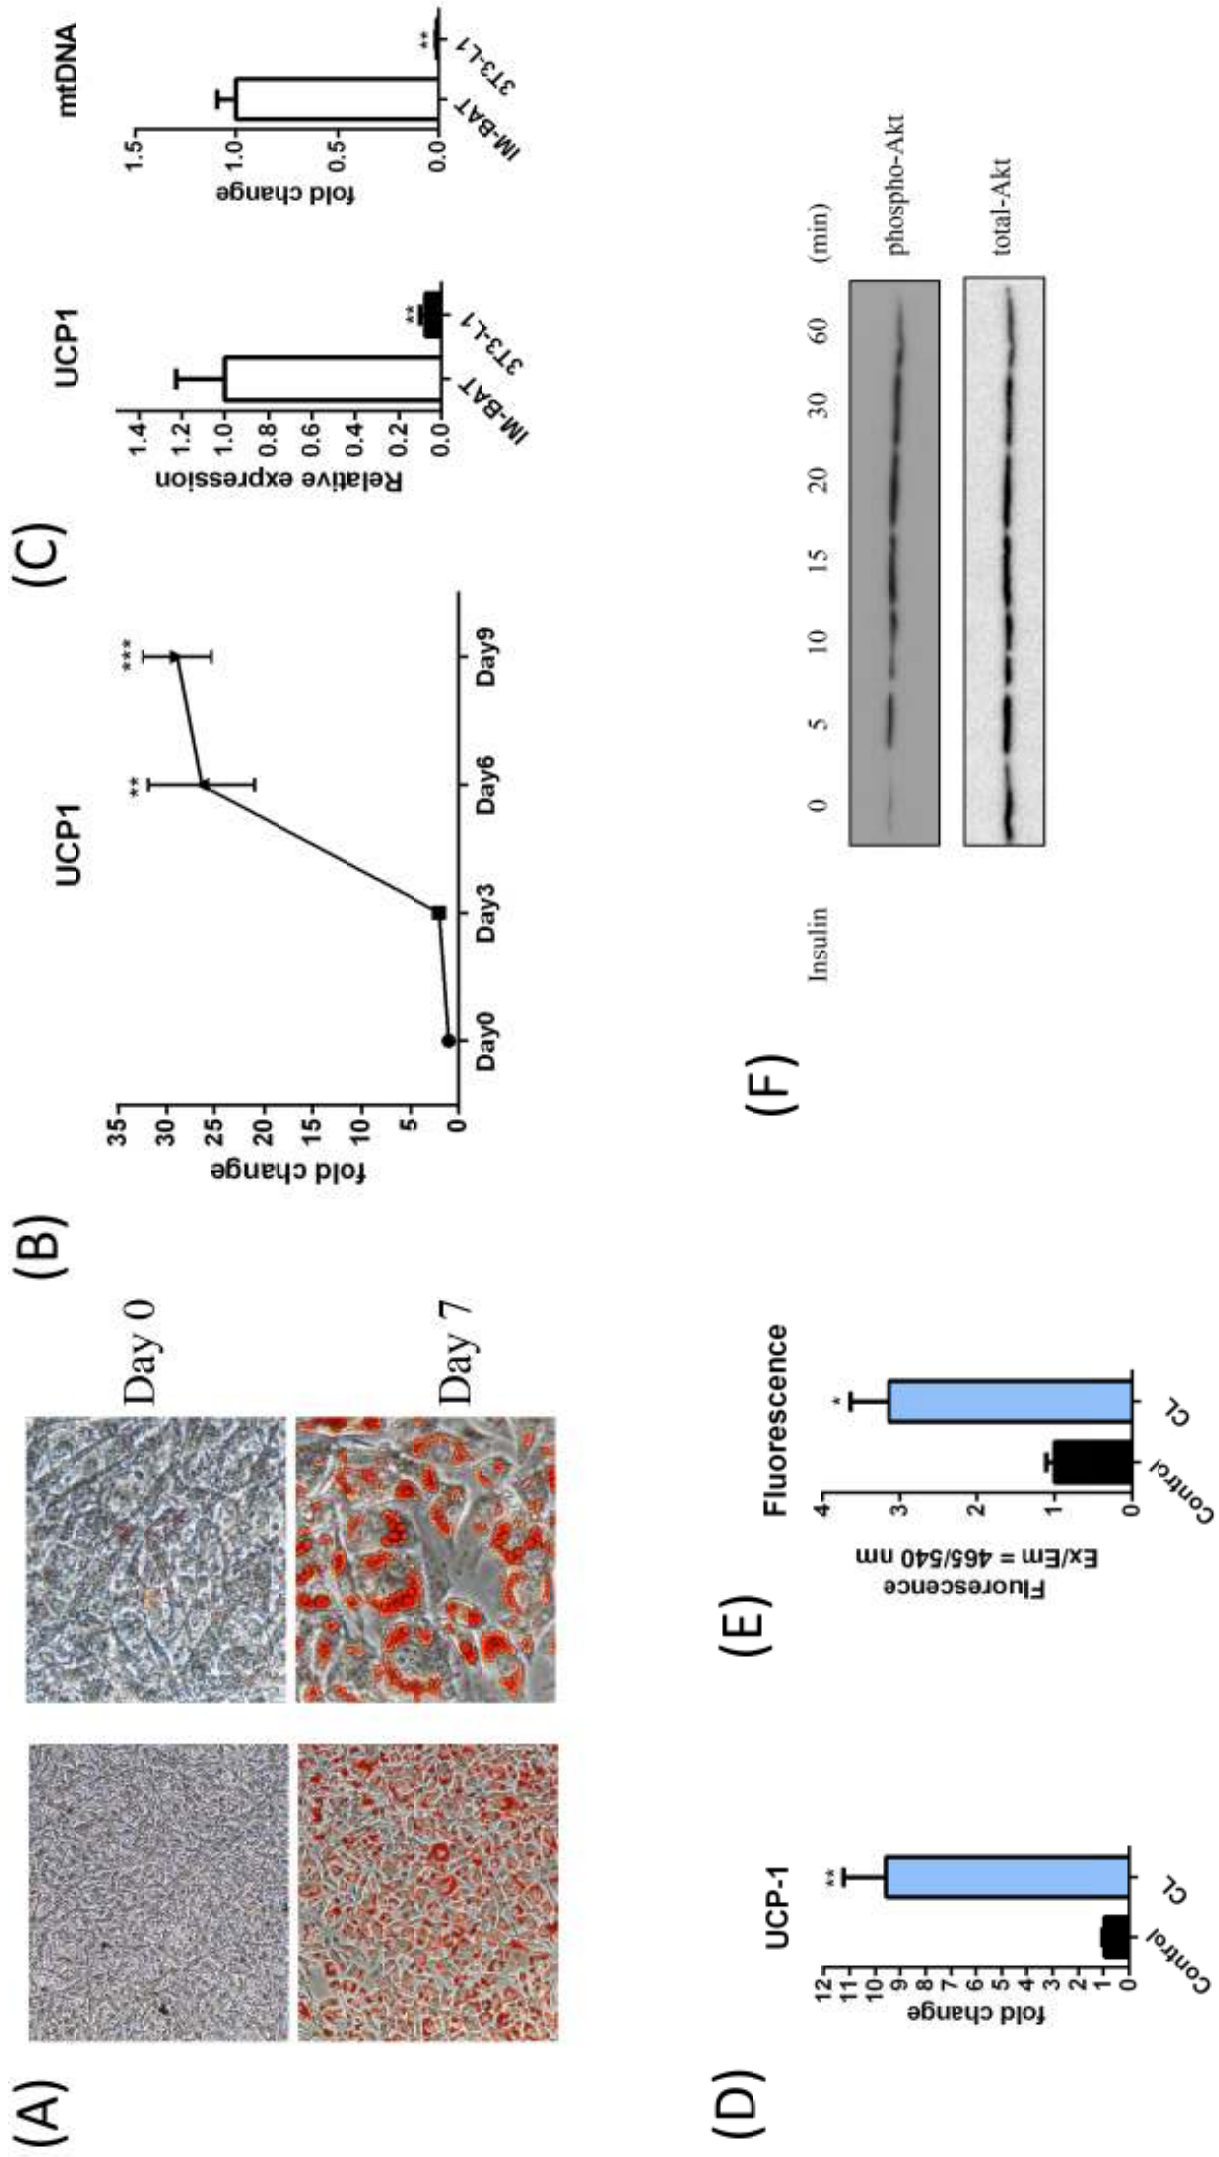 (A)
Day 0
Day 7
(B)
UCP1
fold change
35
30
25
20
15
10
5
0
Day0
Day3
Day6
Day9
**
***
(C)
UCP1
Relative expression
1.4
1.2
1.0
0.8
0.6
0.4
0.2
0.0
IM-BAT
3T3-L1
**
mtDNA
fold change
1.5
1.0
0.5
0.0
IM-BAT
3T3-L1
**
(D)
UCP-1
fold change
12
11
10
9
8
7
6
5
4
3
2
1
0
Control
CL
**
(E)
Fluorescence
Fluorescence
Ex/Em = 465/540 nm
4
3
2
1
0
Control
CL
*
(F)
Insulin 0 5 10 15 20 30 60 (min)
phospho-Akt
total-Akt